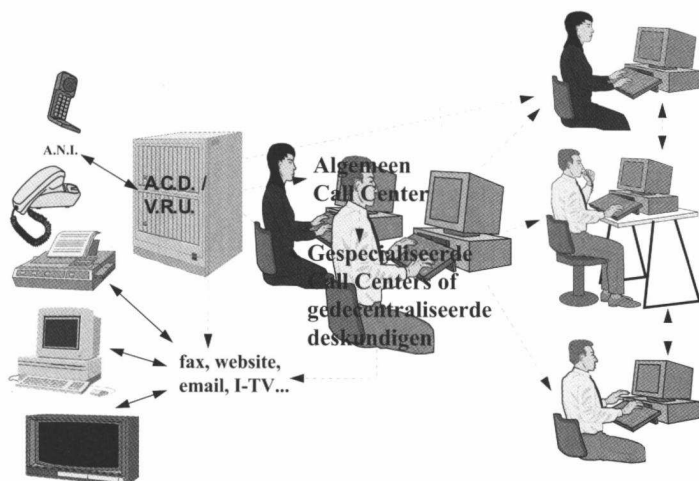 A.N.I.
A.C.D. /
V.R.U.
Algemeen
Call Center
Gespecialiseerde
Call Centers of
gedecentraliseerde
deskundigen
fax, website,
email, I-TV...